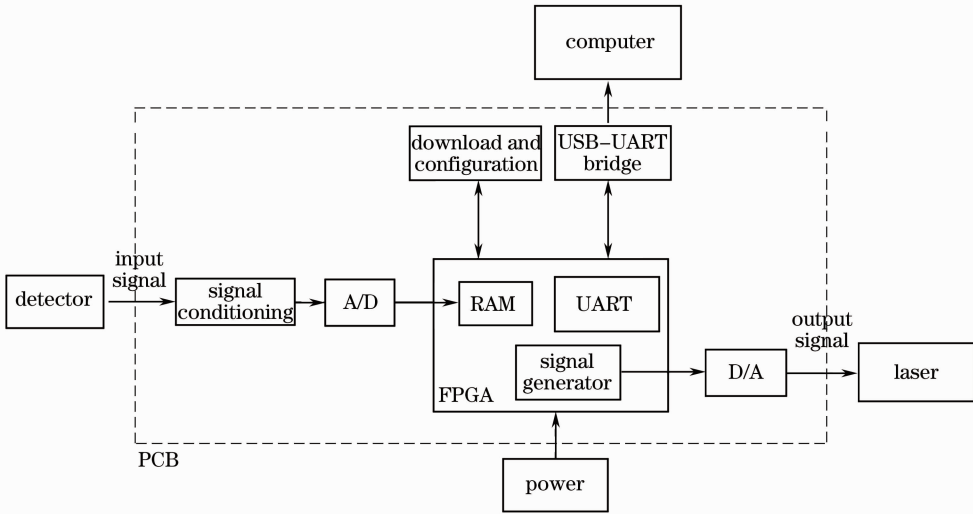 computer
download and
configuration
USB-UART
bridge
input
signal
detector
signal
conditioning
A/D
RAM
UART
output
signal
signal
generator
D/A
laser
FPGA
PCB
power